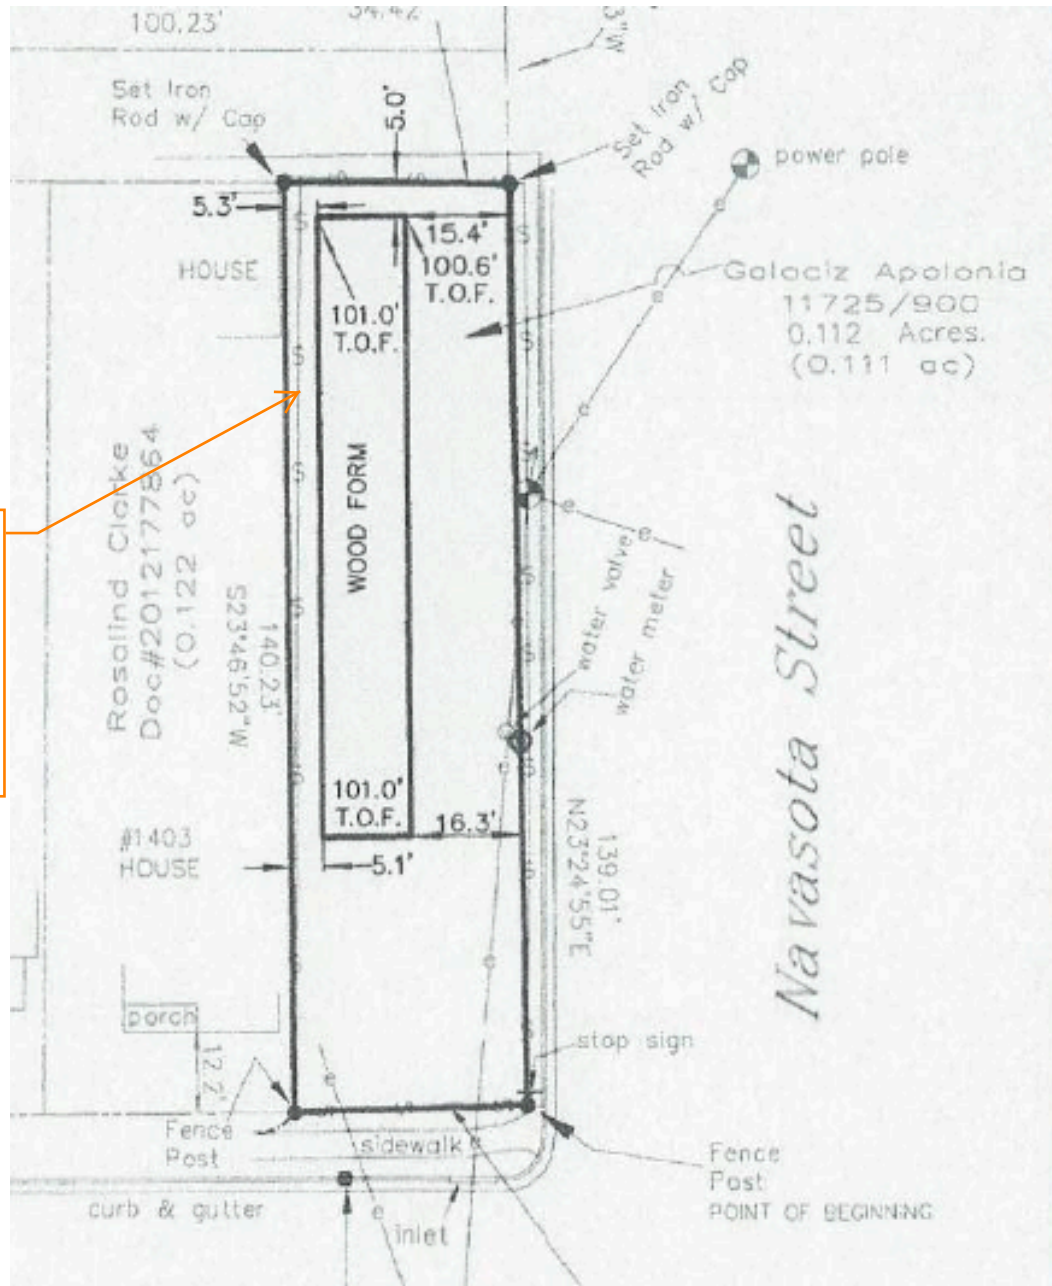 100.23'
34.42
Set Iron
Rod w/ Cap
5.0'
Set Iron
Rod w/ Cap
power pole
5.3'
15.4'
100.6'
T.O.F.
HOUSE
101.0'
T.O.F.
Galaciz Apolonia
11725/900
0.112 Acres.
(0.111 ac)
Rosalind Clarke
Doc#2012177864
(0.122 ac)
S23°46'52"W
140.23'
WOOD FORM
water valve
water meter
Navasota Street
101.0'
T.O.F.
16.3'
5.1'
#1403
HOUSE
139.01'
N23°24'55"E
porch
12.2'
stop sign
Fence
Post
sidewalk
Fence
Post
POINT OF BEGINNING
curb & gutter
inlet